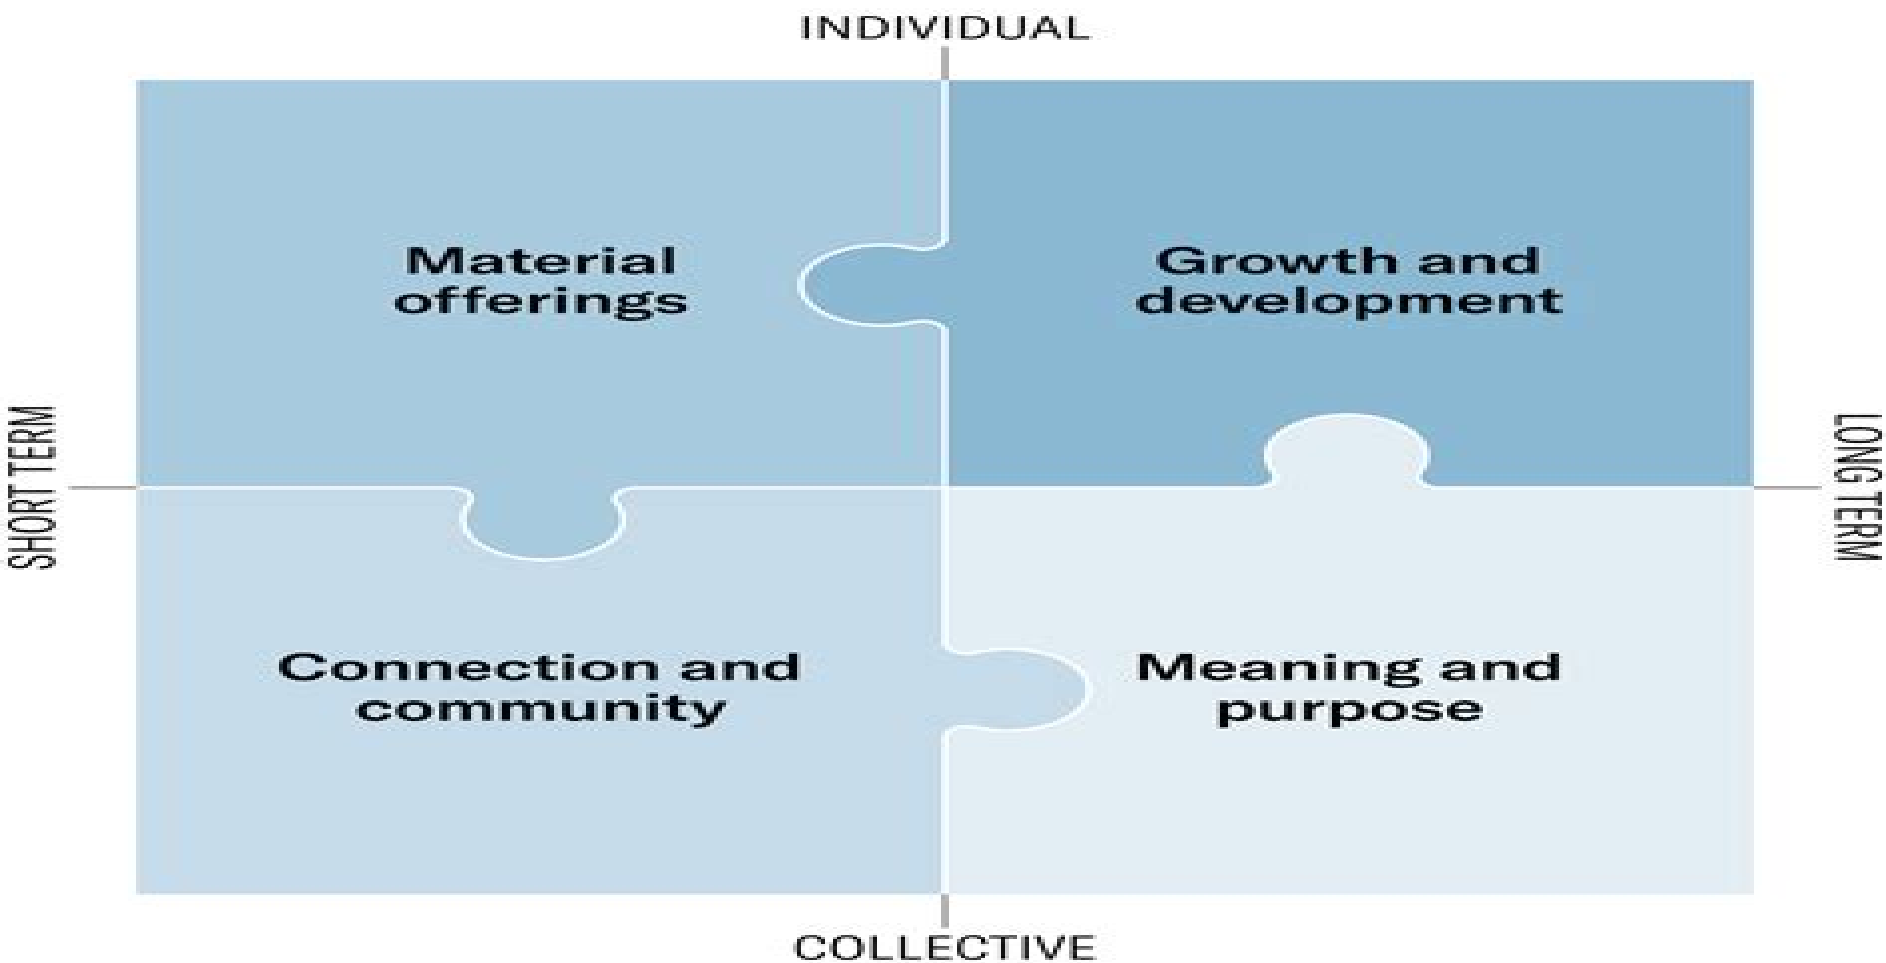 INDIVIDUAL
Material
offerings
Growth and
development
SHORT TERM
LONG TERM
Connection and
community
Meaning and
purpose
COLLECTIVE